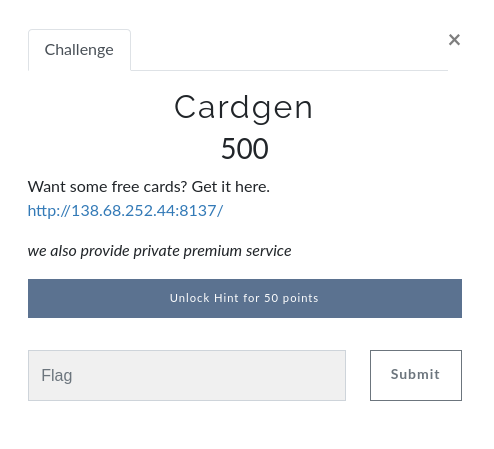 Challenge
×
Cardgen
500
Want some free cards? Get it here.
http://138.68.252.44:8137/
we also provide private premium service
Unlock Hint for 50 points
Flag
Submit